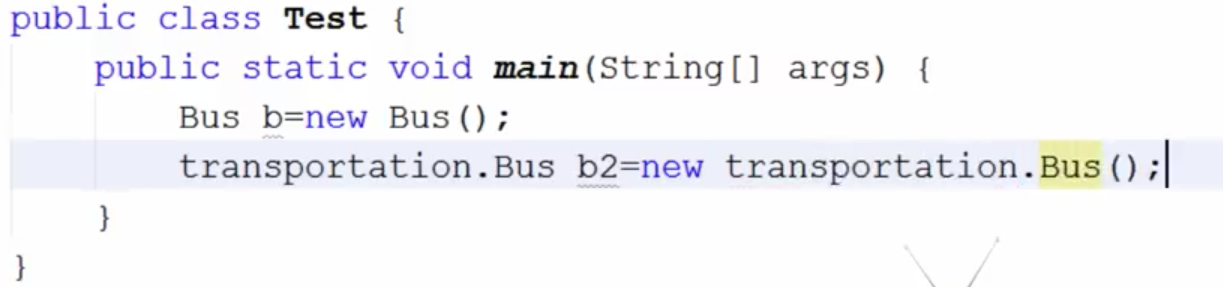 public class Test {
public static void main(String[] args) {
Bus b=new Bus();
transportation.Bus b2=new transportation.Bus();
}
}